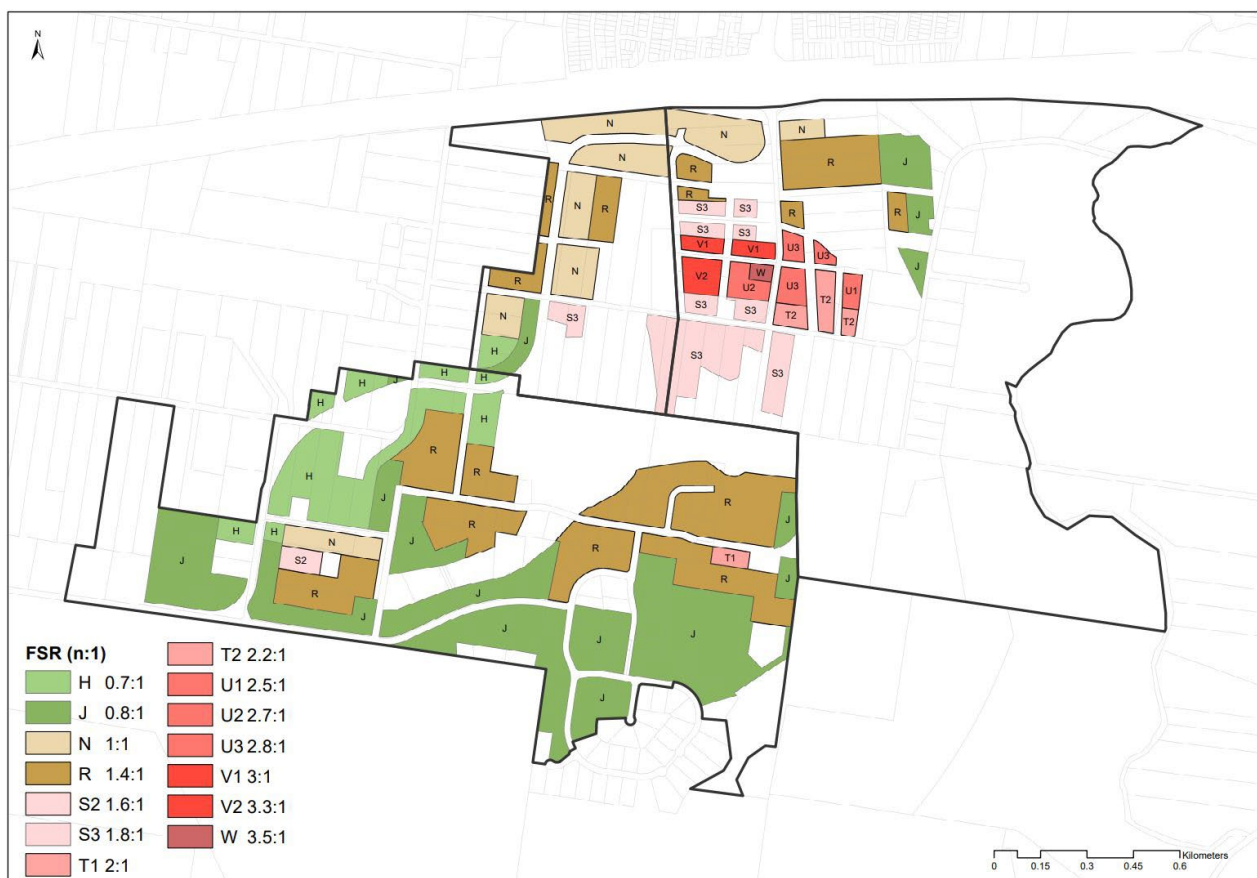 N
N
N
N
N
R
R
R
J
R
N
R
R
S3
S3
R
R
J
S3
S3
U3
V1
V1
U3
J
N
R
V2
W
U2
U3
T2
U1
S3
S3
T2
T2
N
J
S3
H
S3
S3
H
J
H
H
H
H
R
R
H
J
R
J
J
R
R
H
H
N
J
S2
R
T1
R
J
J
R
J
J
J
J
J
J
FSR (n:1)
H 0.7:1
J 0.8:1
N 1:1
R 1.4:1
S2 1.6:1
S3 1.8:1
T1 2:1
T2 2.2:1
U1 2.5:1
U2 2.7:1
U3 2.8:1
V1 3:1
V2 3.3:1
W 3.5:1
Kilometers
0 0.15 0.3 0.45 0.6